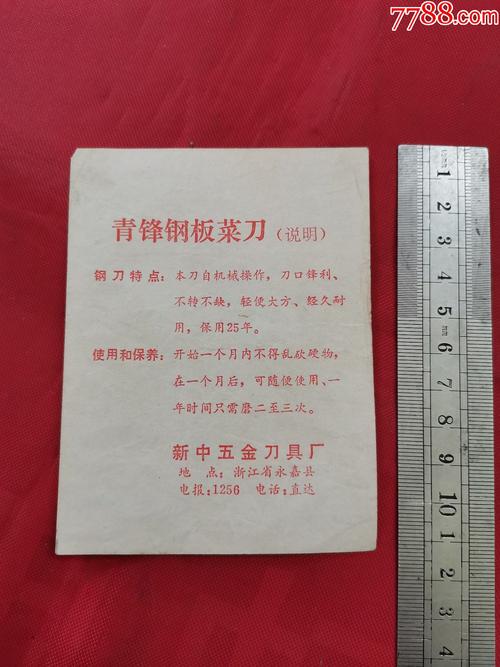 7788.com
青锋钢板菜刀(说明)
钢刀特点:本刀自机械操作,刀口锋利、
不转不缺,轻便大方、经久耐
用,保用25年。
使用和保养:开始一个月内不得乱砍硬物,
在一个月后,可随便使用、一
年时间只需磨二至三次。
新中五金刀具厂
地 点:浙江省永嘉县
电报:1256 电话:直达
1
2
3
4
5
mm
6
7
8
9
10
1
2
3
4